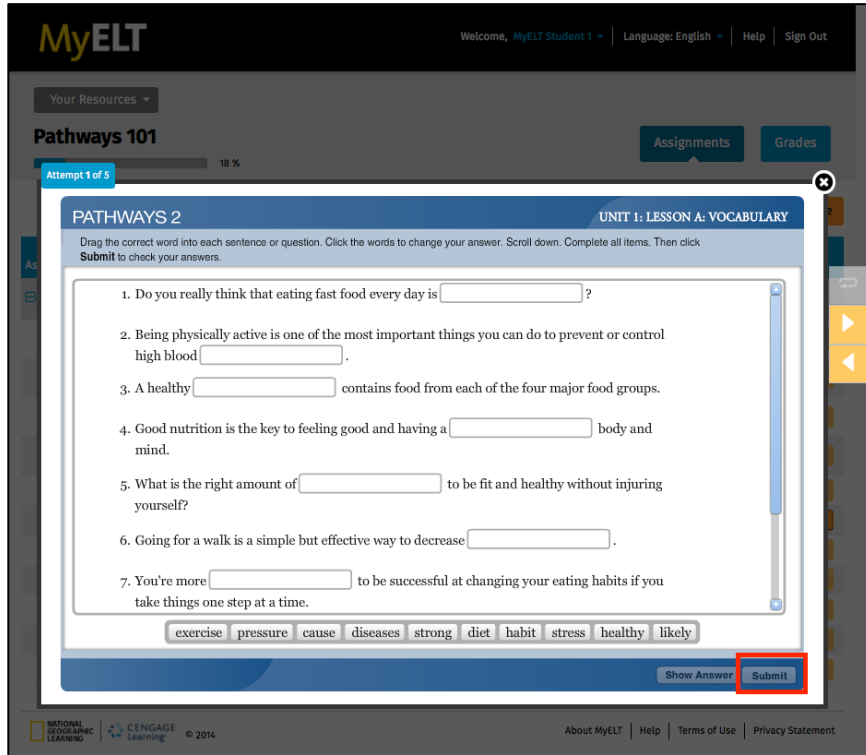 MyELT
Welcome, MyELT Student 1 Language: English Help Sign Out
Your Resources
Pathways 101
Assignments Grades
18 %
Attempt 1 of 5
PATHWAYS 2 UNIT 1: LESSON A: VOCABULARY
Drag the correct word into each sentence or question. Click the words to change your answer. Scroll down. Complete all items. Then click
Submit to check your answers.
As
1. Do you really think that eating fast food every day is ?
2. Being physically active is one of the most important things you can do to prevent or control
high blood .
3. A healthy contains food from each of the four major food groups.
4. Good nutrition is the key to feeling good and having a body and
mind.
5. What is the right amount of to be fit and healthy without injuring
yourself?
6. Going for a walk is a simple but effective way to decrease .
7. You're more to be successful at changing your eating habits if you
take things one step at a time.
exercise pressure cause diseases strong diet habit stress healthy likely
Show Answer Submit
NATIONAL
GEOGRAPHIC
LEARNING
CENGAGE
Learning
© 2014
About MyELT Help Terms of Use Privacy Statement